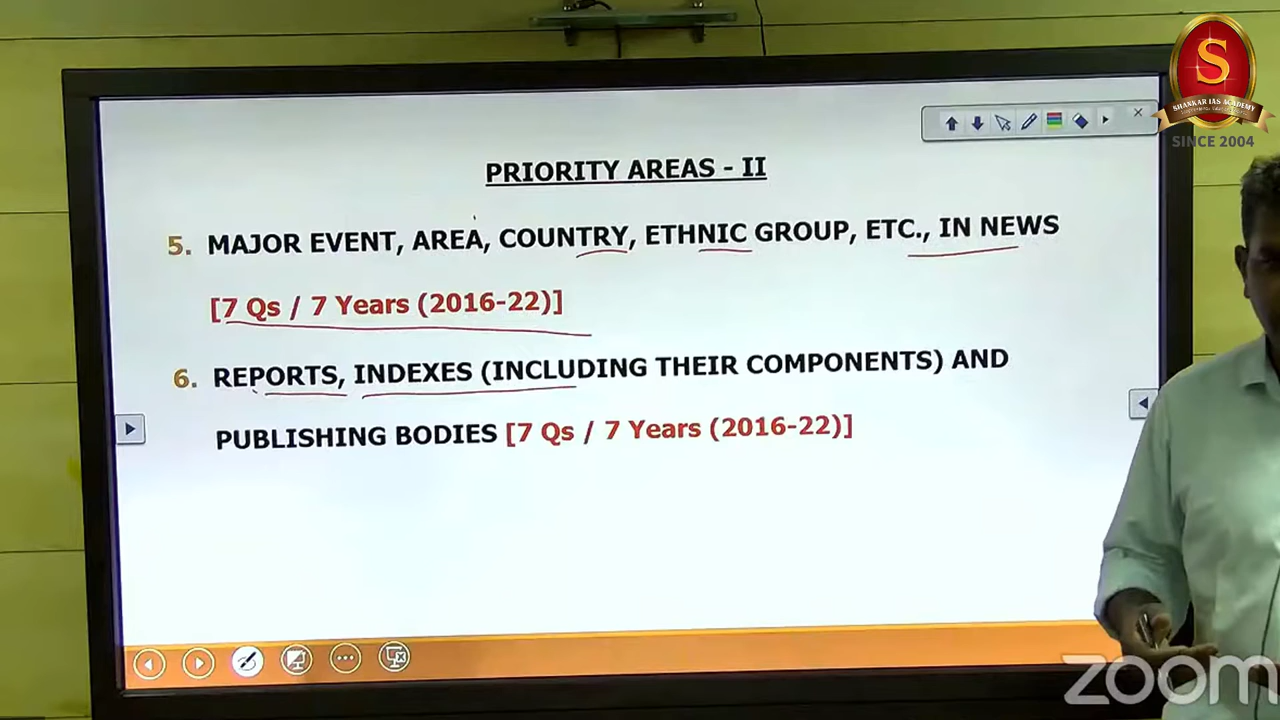 S
SHANKAR IAS ACADEMY
SINCE 2004
PRIORITY AREAS - II
5. MAJOR EVENT, AREA, COUNTRY, ETHNIC GROUP, ETC., IN NEWS
[7 Qs / 7 Years (2016-22)]
6. REPORTS, INDEXES (INCLUDING THEIR COMPONENTS) AND
PUBLISHING BODIES [7 Qs / 7 Years (2016-22)]
zoom